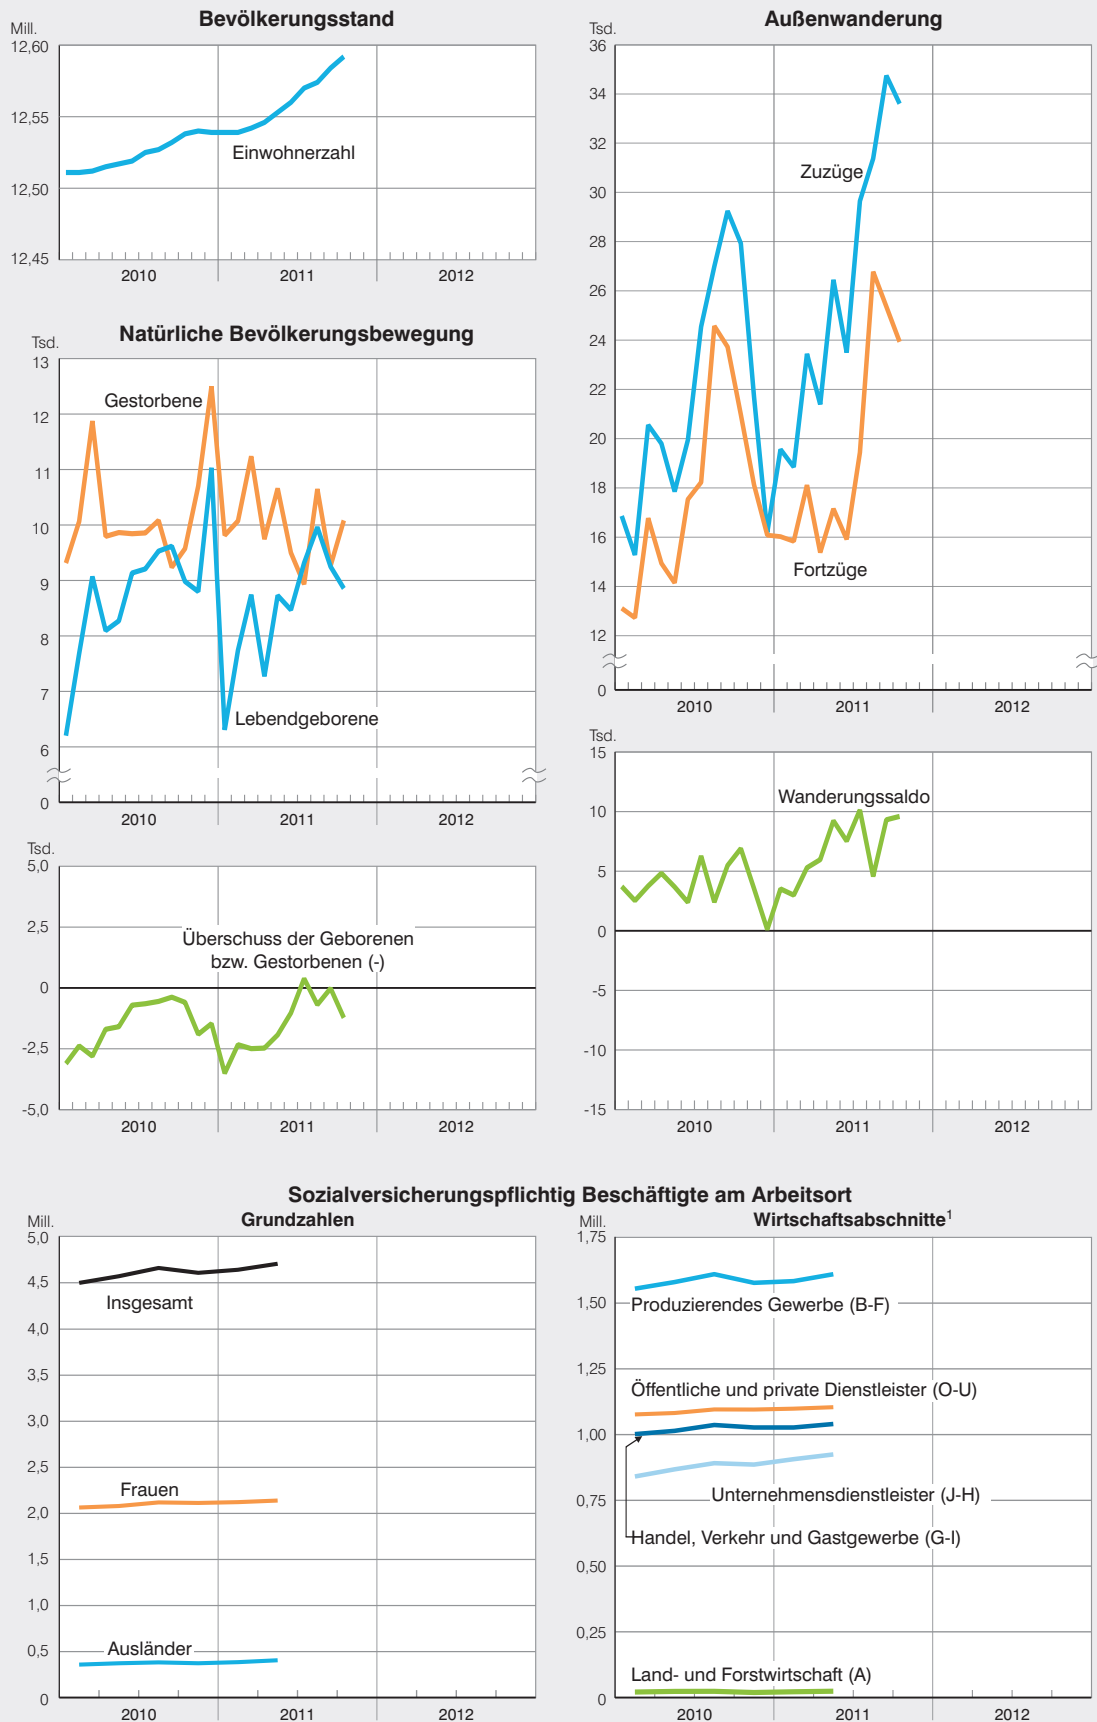 Bevölkerungsstand
Mill.
12,60
12,55
12,50
12,45
Einwohnerzahl
2010 2011 2012
Natürliche Bevölkerungsbewegung
Tsd.
13
12
11
10
9
8
7
6
0
Gestorbene
Lebendgeborene
2010 2011 2012
Tsd.
5,0
2,5
0
-2,5
-5,0
Überschuss der Geborenen
bzw. Gestorbenen (-)
2010 2011 2012
Außenwanderung
Tsd.
36
34
32
30
28
26
24
22
20
18
16
14
12
0
Zuzüge
Fortzüge
2010 2011 2012
Tsd.
15
10
5
0
-5
-10
-15
Wanderungssaldo
2010 2011 2012
Sozialversicherungspflichtig Beschäftigte am Arbeitsort
Grundzahlen
Mill.
5,0
4,5
4,0
3,5
3,0
2,5
2,0
1,5
1,0
0,5
0
Insgesamt
Frauen
Ausländer
2010 2011 2012
Wirtschaftsabschnitte¹
Mill.
1,75
1,50
1,25
1,00
0,75
0,50
0,25
0
Produzierendes Gewerbe (B-F)
Öffentliche und private Dienstleister (O-U)
Unternehmensdienstleister (J-H)
Handel, Verkehr und Gastgewerbe (G-I)
Land- und Forstwirtschaft (A)
2010 2011 2012